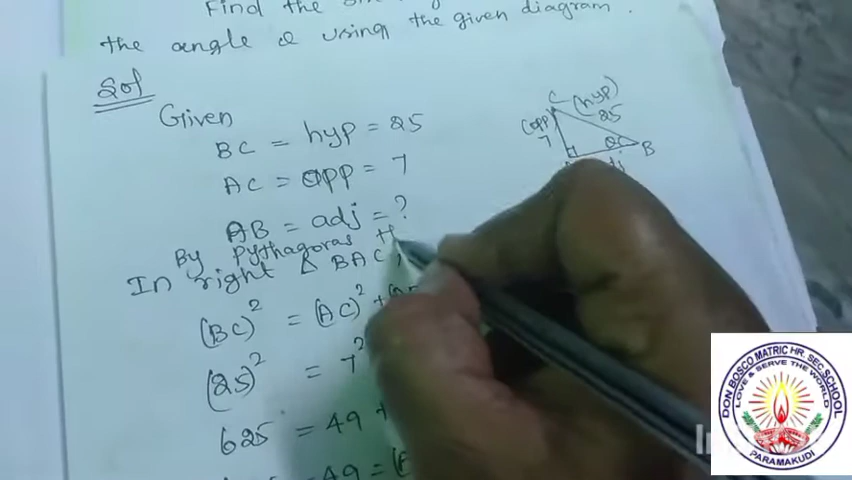 Find the
the angle Q using the given diagram.
Sol
Given
BC = hyp = 25
AC = opp = 7
AB = adj = ?
By pythagoras
In right Δ BAC,
(BC)² = (AC)² +
(25)² = 7²
625 = 49 +
49 = (
C (hyp)
25
(opp)
7
B
DON BOSCO MATRIC HR. SEC. SCHOOL
LOVE & SERVE THE WORLD
PARAMAKUDI